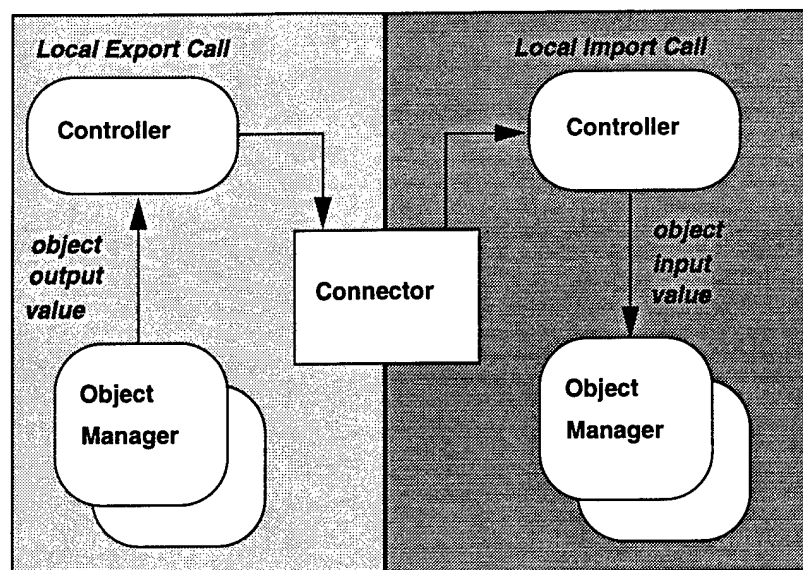 Local Export Call
Controller
object
output
value
Object
Manager
Connector
Local Import Call
Controller
object
input
value
Object
Manager